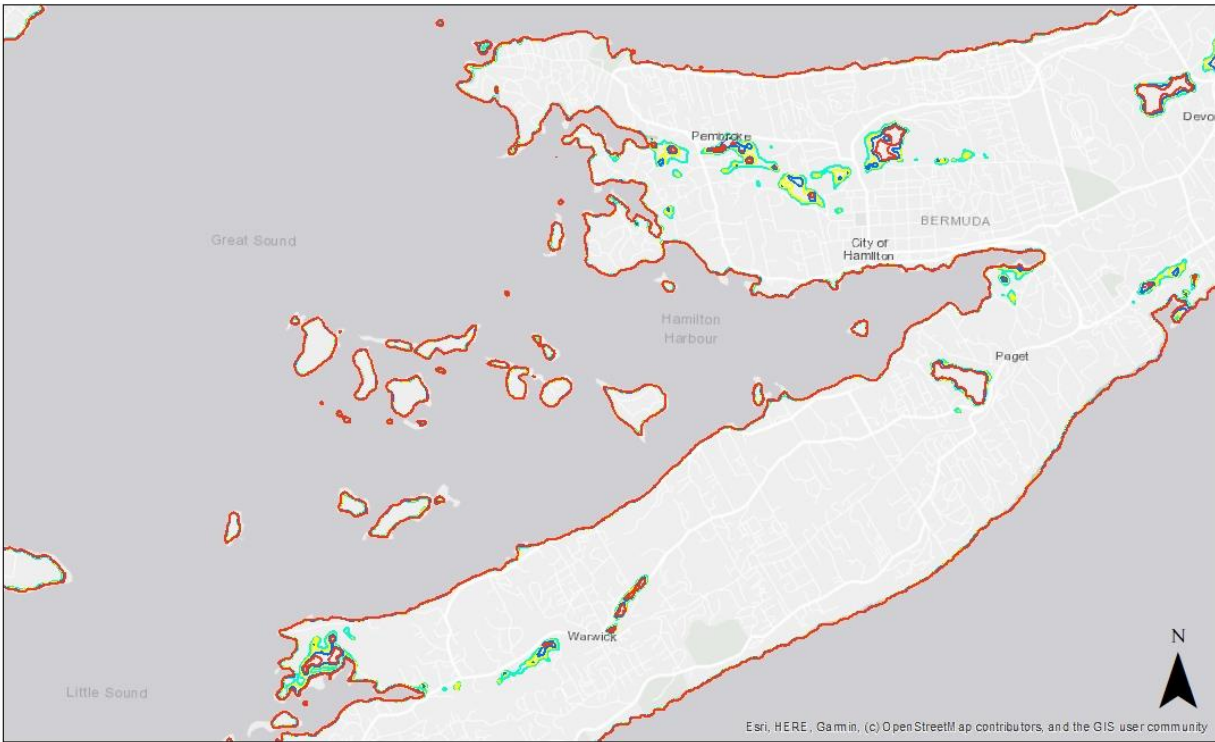 Pembroke
Devo
BERMUDA
Great Sound
City of
Hamilton
Hamilton
Harbour
Paget
Warwick
N
Little Sound
Esri, HERE, Garmin, (c) OpenStreetMap contributors, and the GIS user community